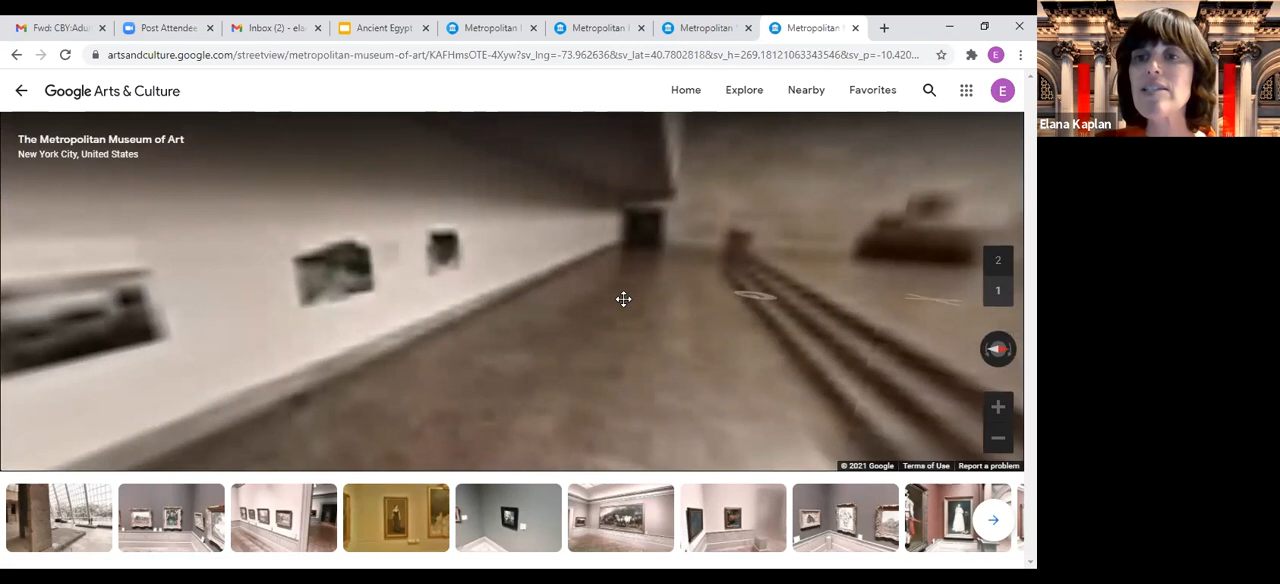 Fwd: CBY:Adu
Post Attendee
Inbox (2) - ela
Ancient Egypt
Metropolitan
Metropolitan
Metropolitan
Metropolitan
artsandculture.google.com/streetview/metropolitan-museum-of-art/KAFHmsOTE-4Xyw?sv_lng=-73.962636&sv_lat=40.7802818&sv_h=269.18121063343546&sv_p=-10.420...
E
Google Arts & Culture
Home
Explore
Nearby
Favorites
E
Elana Kaplan
The Metropolitan Museum of Art
New York City, United States
2
1
© 2021 Google
Terms of Use
Report a problem